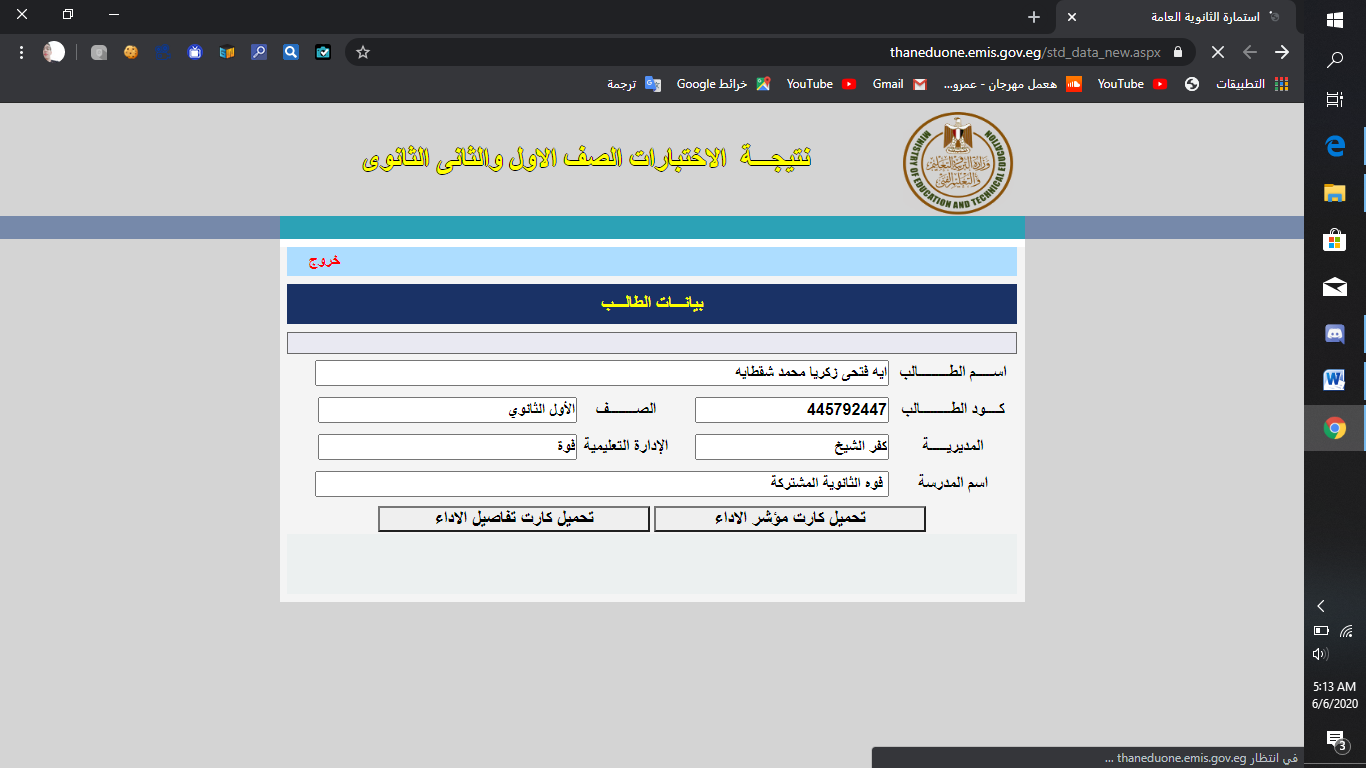 استمارة الثانوية العامة
thaneduone.emis.gov.eg/std_data_new.aspx
التطبيقات YouTube هعمل مهرجان - عمرو... Gmail YouTube خرائط Google ترجمة
MINISTRY OF EDUCATION AND TECHNICAL EDUCATION
وزارة التربية والتعليم
والتعليم الفنى
نتيجـــة الاختبارات الصف الاول والثانى الثانوى
خروج
بيانـــات الطالـــب
اســـم الطـــــالب ايه فتحى زكريا محمد شقطايه
كـــود الطـــــالب 445792447 الصـــــف الأول الثانوي
المديريـــــة كفر الشيخ الإدارة التعليمية فوة
اسم المدرسة فوه الثانوية المشتركة
تحميل كارت مؤشر الاداء تحميل كارت تفاصيل الاداء
في انتظار thaneduone.emis.gov.eg ...
5:13 AM
6/6/2020
3